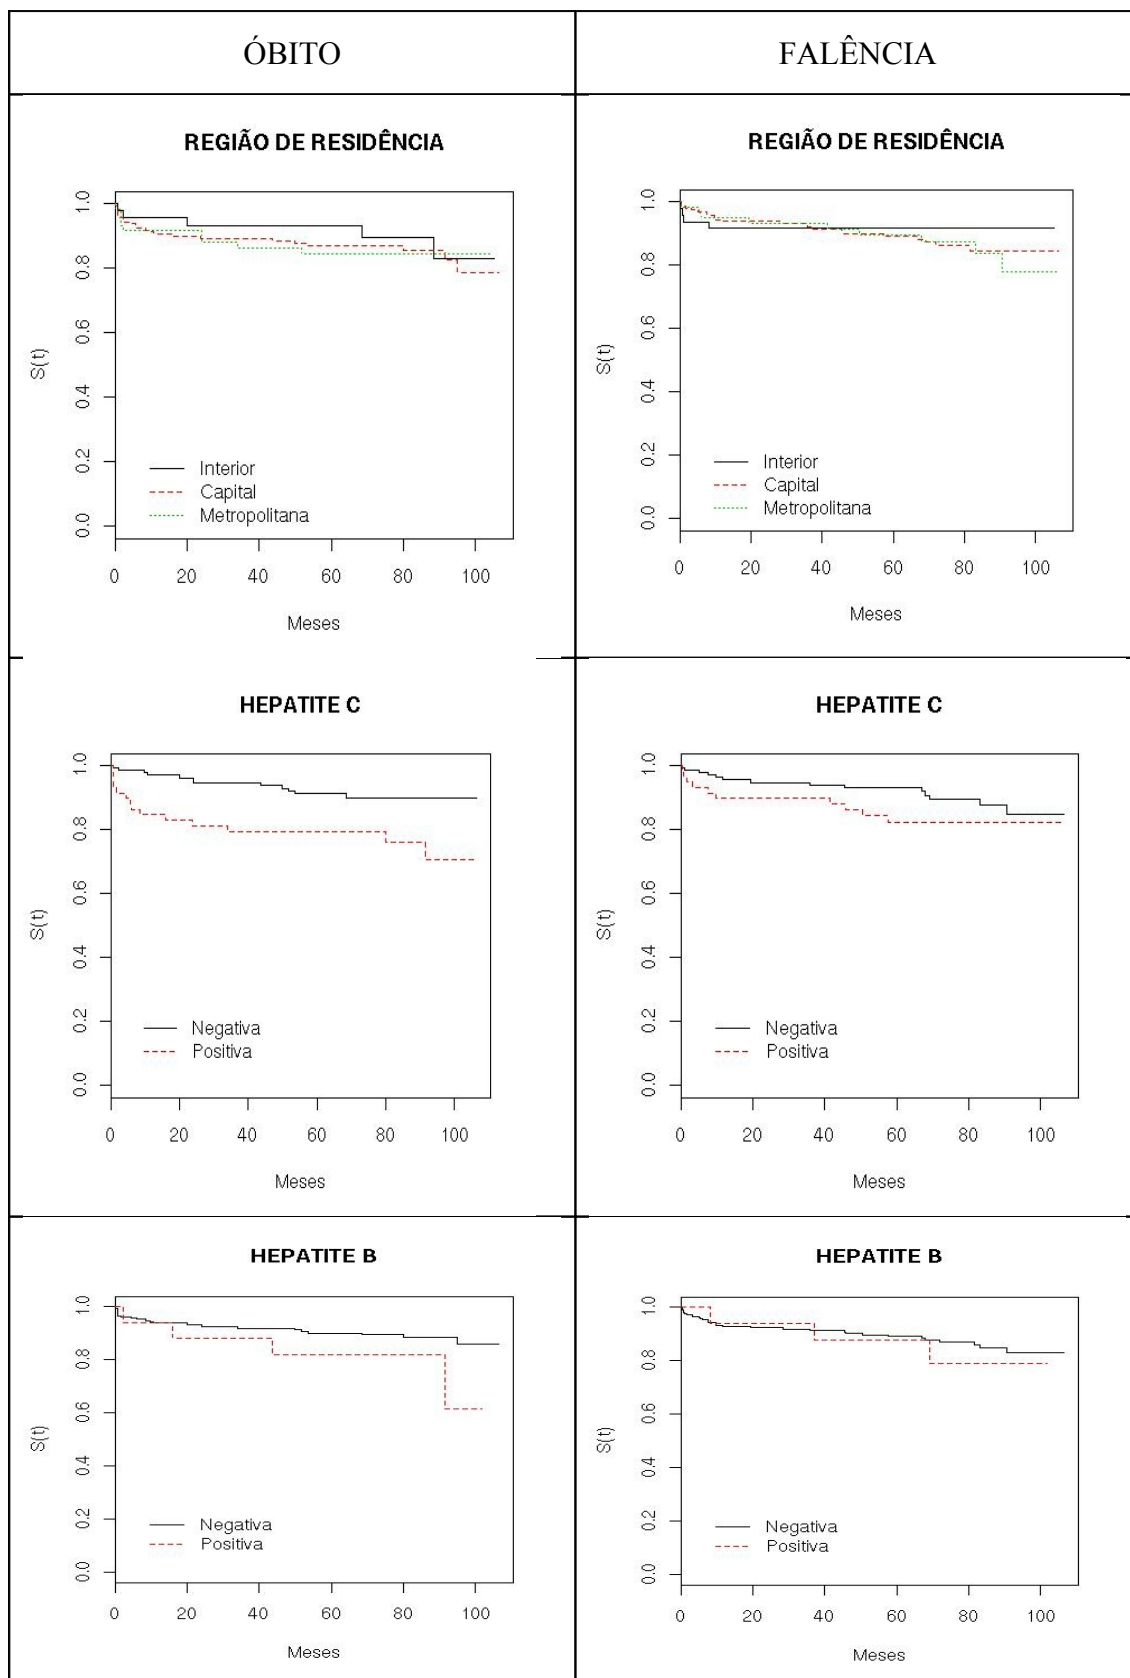 ÓBITO
FALÊNCIA
REGIÃO DE RESIDÊNCIA
S(t)
1.0
0.8
0.6
0.4
0.2
0.0
Interior
Capital
Metropolitana
0 20 40 60 80 100
Meses
REGIÃO DE RESIDÊNCIA
S(t)
1.0
0.8
0.6
0.4
0.2
0.0
Interior
Capital
Metropolitana
0 20 40 60 80 100
Meses
HEPATITE C
S(t)
1.0
0.8
0.6
0.4
0.2
0.0
Negativa
Positiva
0 20 40 60 80 100
Meses
HEPATITE C
S(t)
1.0
0.8
0.6
0.4
0.2
0.0
Negativa
Positiva
0 20 40 60 80 100
Meses
HEPATITE B
S(t)
1.0
0.8
0.6
0.4
0.2
0.0
Negativa
Positiva
0 20 40 60 80 100
Meses
HEPATITE B
S(t)
1.0
0.8
0.6
0.4
0.2
0.0
Negativa
Positiva
0 20 40 60 80 100
Meses